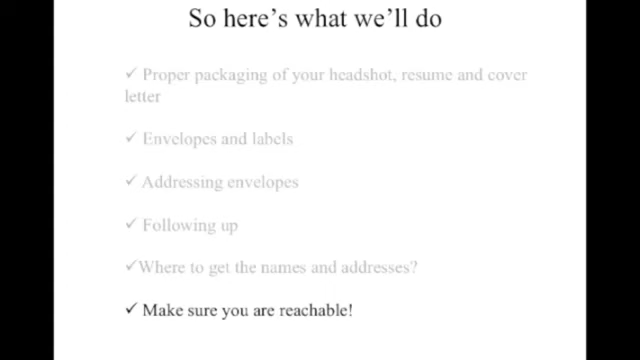 So here's what we'll do
✓ Proper packaging of your headshot, resume and cover
letter
✓ Envelopes and labels
✓ Addressing envelopes
✓ Following up
✓Where to get the names and addresses?
✓ Make sure you are reachable!